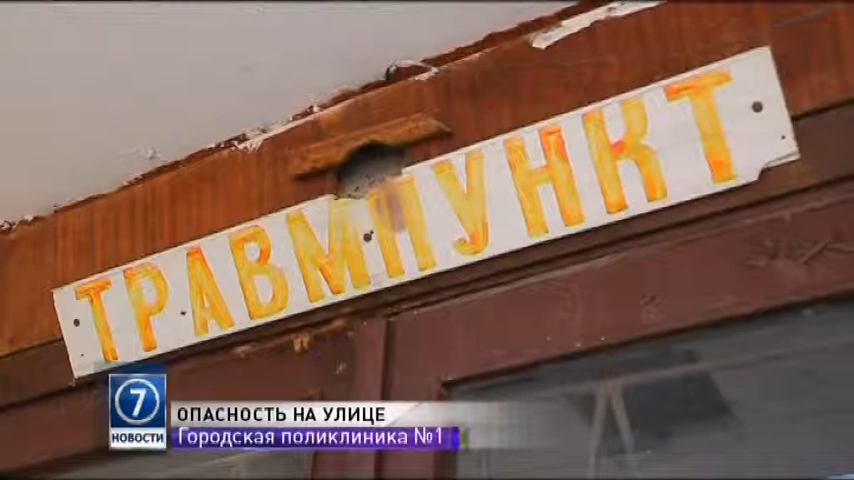 ТРАВМПУНКТ
7
НОВОСТИ
ОПАСНОСТЬ НА УЛИЦЕ
Городская поликлиника №1